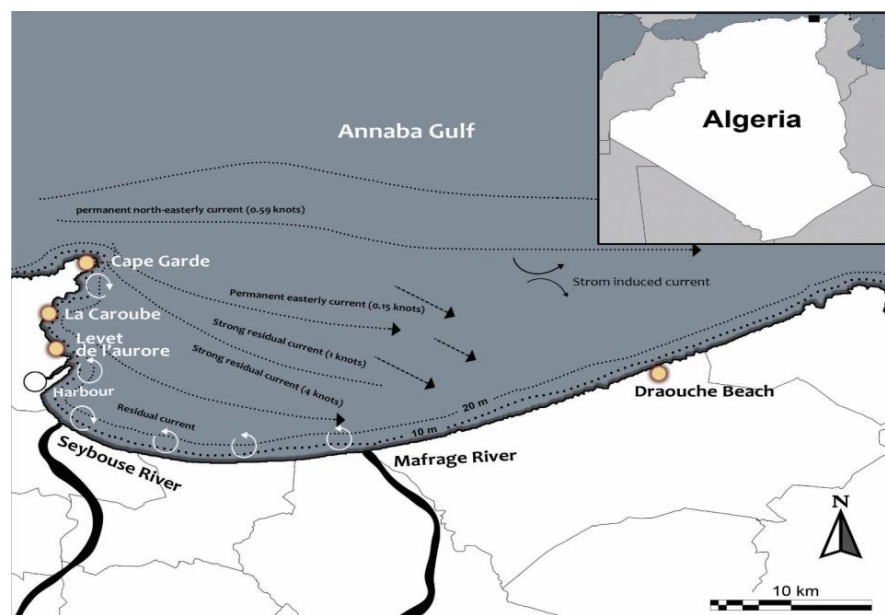 Annaba Gulf
Algeria
permanent north-easterly current (0.59 knots)
Cape Garde
Strom induced current
Permanent easterly current (0.15 knots)
La Caroube
Strong residual current (1 knots)
Levet
de l'aurore
Strong residual current (4 knots)
Harbour
Draouche Beach
Residual current
20 m
10 m
Seybouse River
Mafrage River
N
10 km